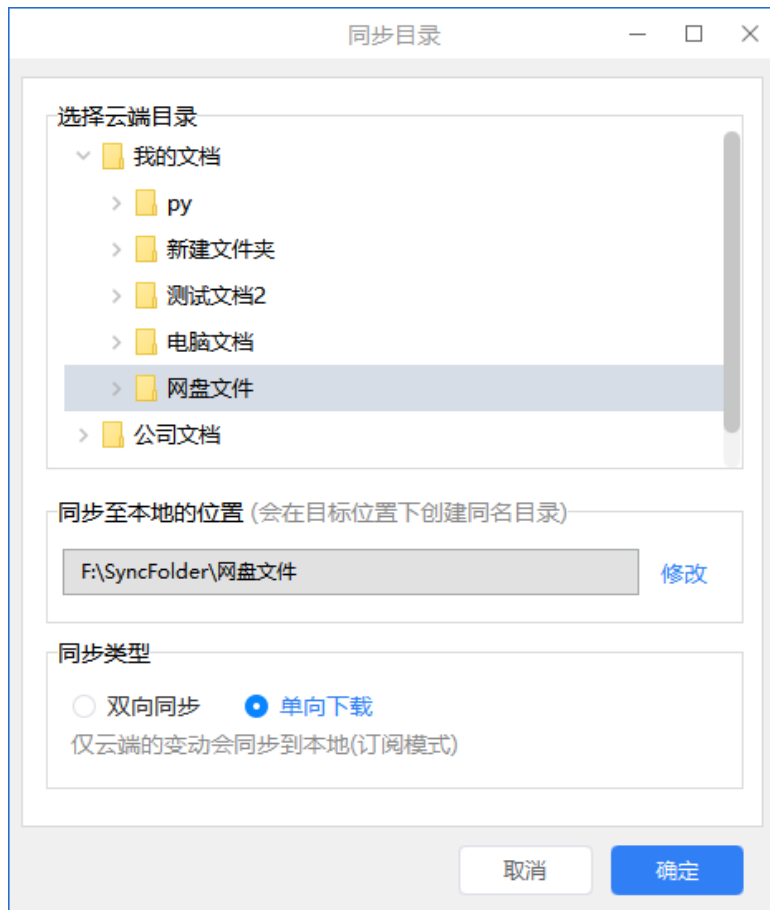 同步目录
选择云端目录
我的文档
py
新建文件夹
测试文档2
电脑文档
网盘文件
公司文档
同步至本地的位置 (会在目标位置下创建同名目录)
F:\SyncFolder\网盘文件 修改
同步类型
双向同步 单向下载
仅云端的变动会同步到本地(订阅模式)
取消 确定